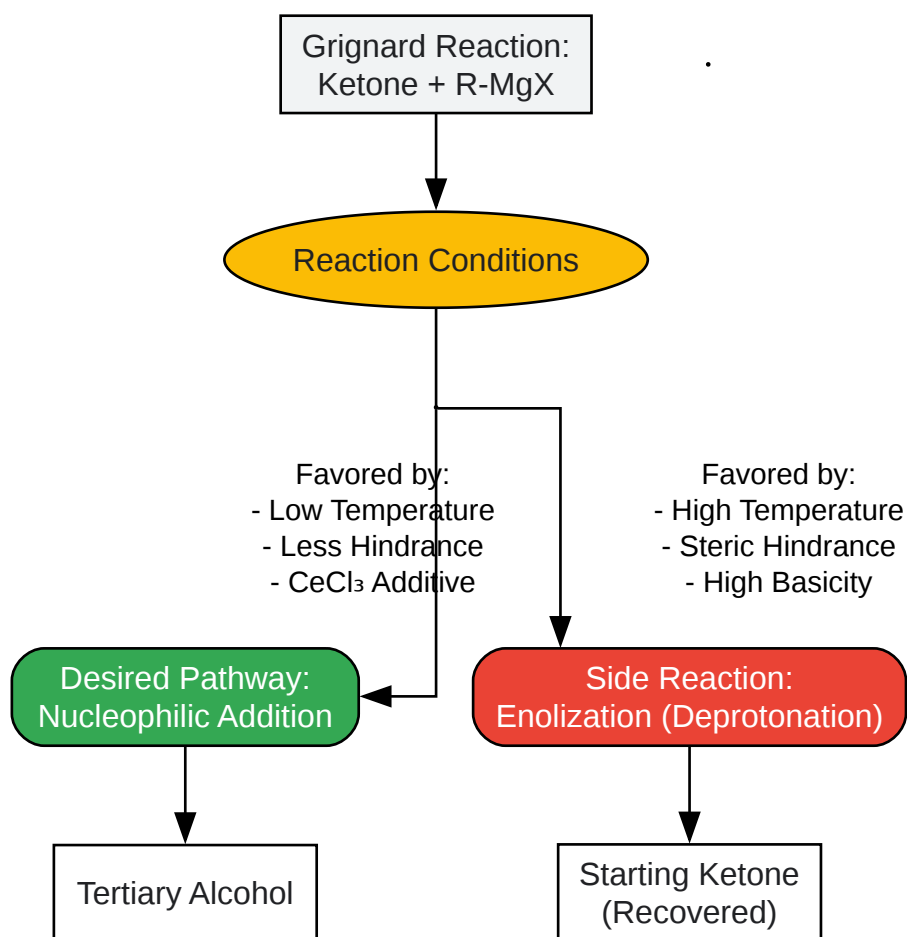 Grignard Reaction:
Ketone + R-MgX
Reaction Conditions
Favored by:
- Low Temperature
- Less Hindrance
- CeCl₃ Additive
Favored by:
- High Temperature
- Steric Hindrance
- High Basicity
Desired Pathway:
Nucleophilic Addition
Side Reaction:
Enolization (Deprotonation)
Tertiary Alcohol
Starting Ketone
(Recovered)